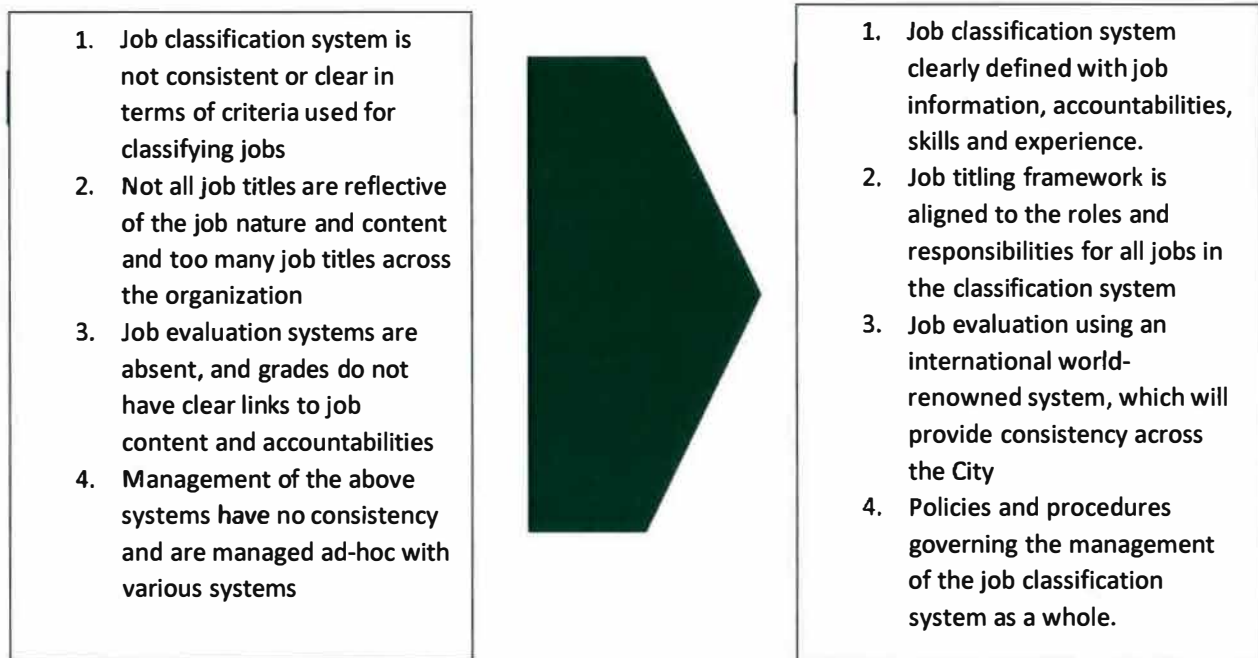 1. Job classification system is
not consistent or clear in
terms of criteria used for
classifying jobs
2. Not all job titles are reflective
of the job nature and content
and too many job titles across
the organization
3. Job evaluation systems are
absent, and grades do not
have clear links to job
content and accountabilities
4. Management of the above
systems have no consistency
and are managed ad-hoc with
various systems
1. Job classification system
clearly defined with job
information, accountabilities,
skills and experience.
2. Job titling framework is
aligned to the roles and
responsibilities for all jobs in
the classification system
3. Job evaluation using an
international world-
renowned system, which will
provide consistency across
the City
4. Policies and procedures
governing the management
of the job classification
system as a whole.